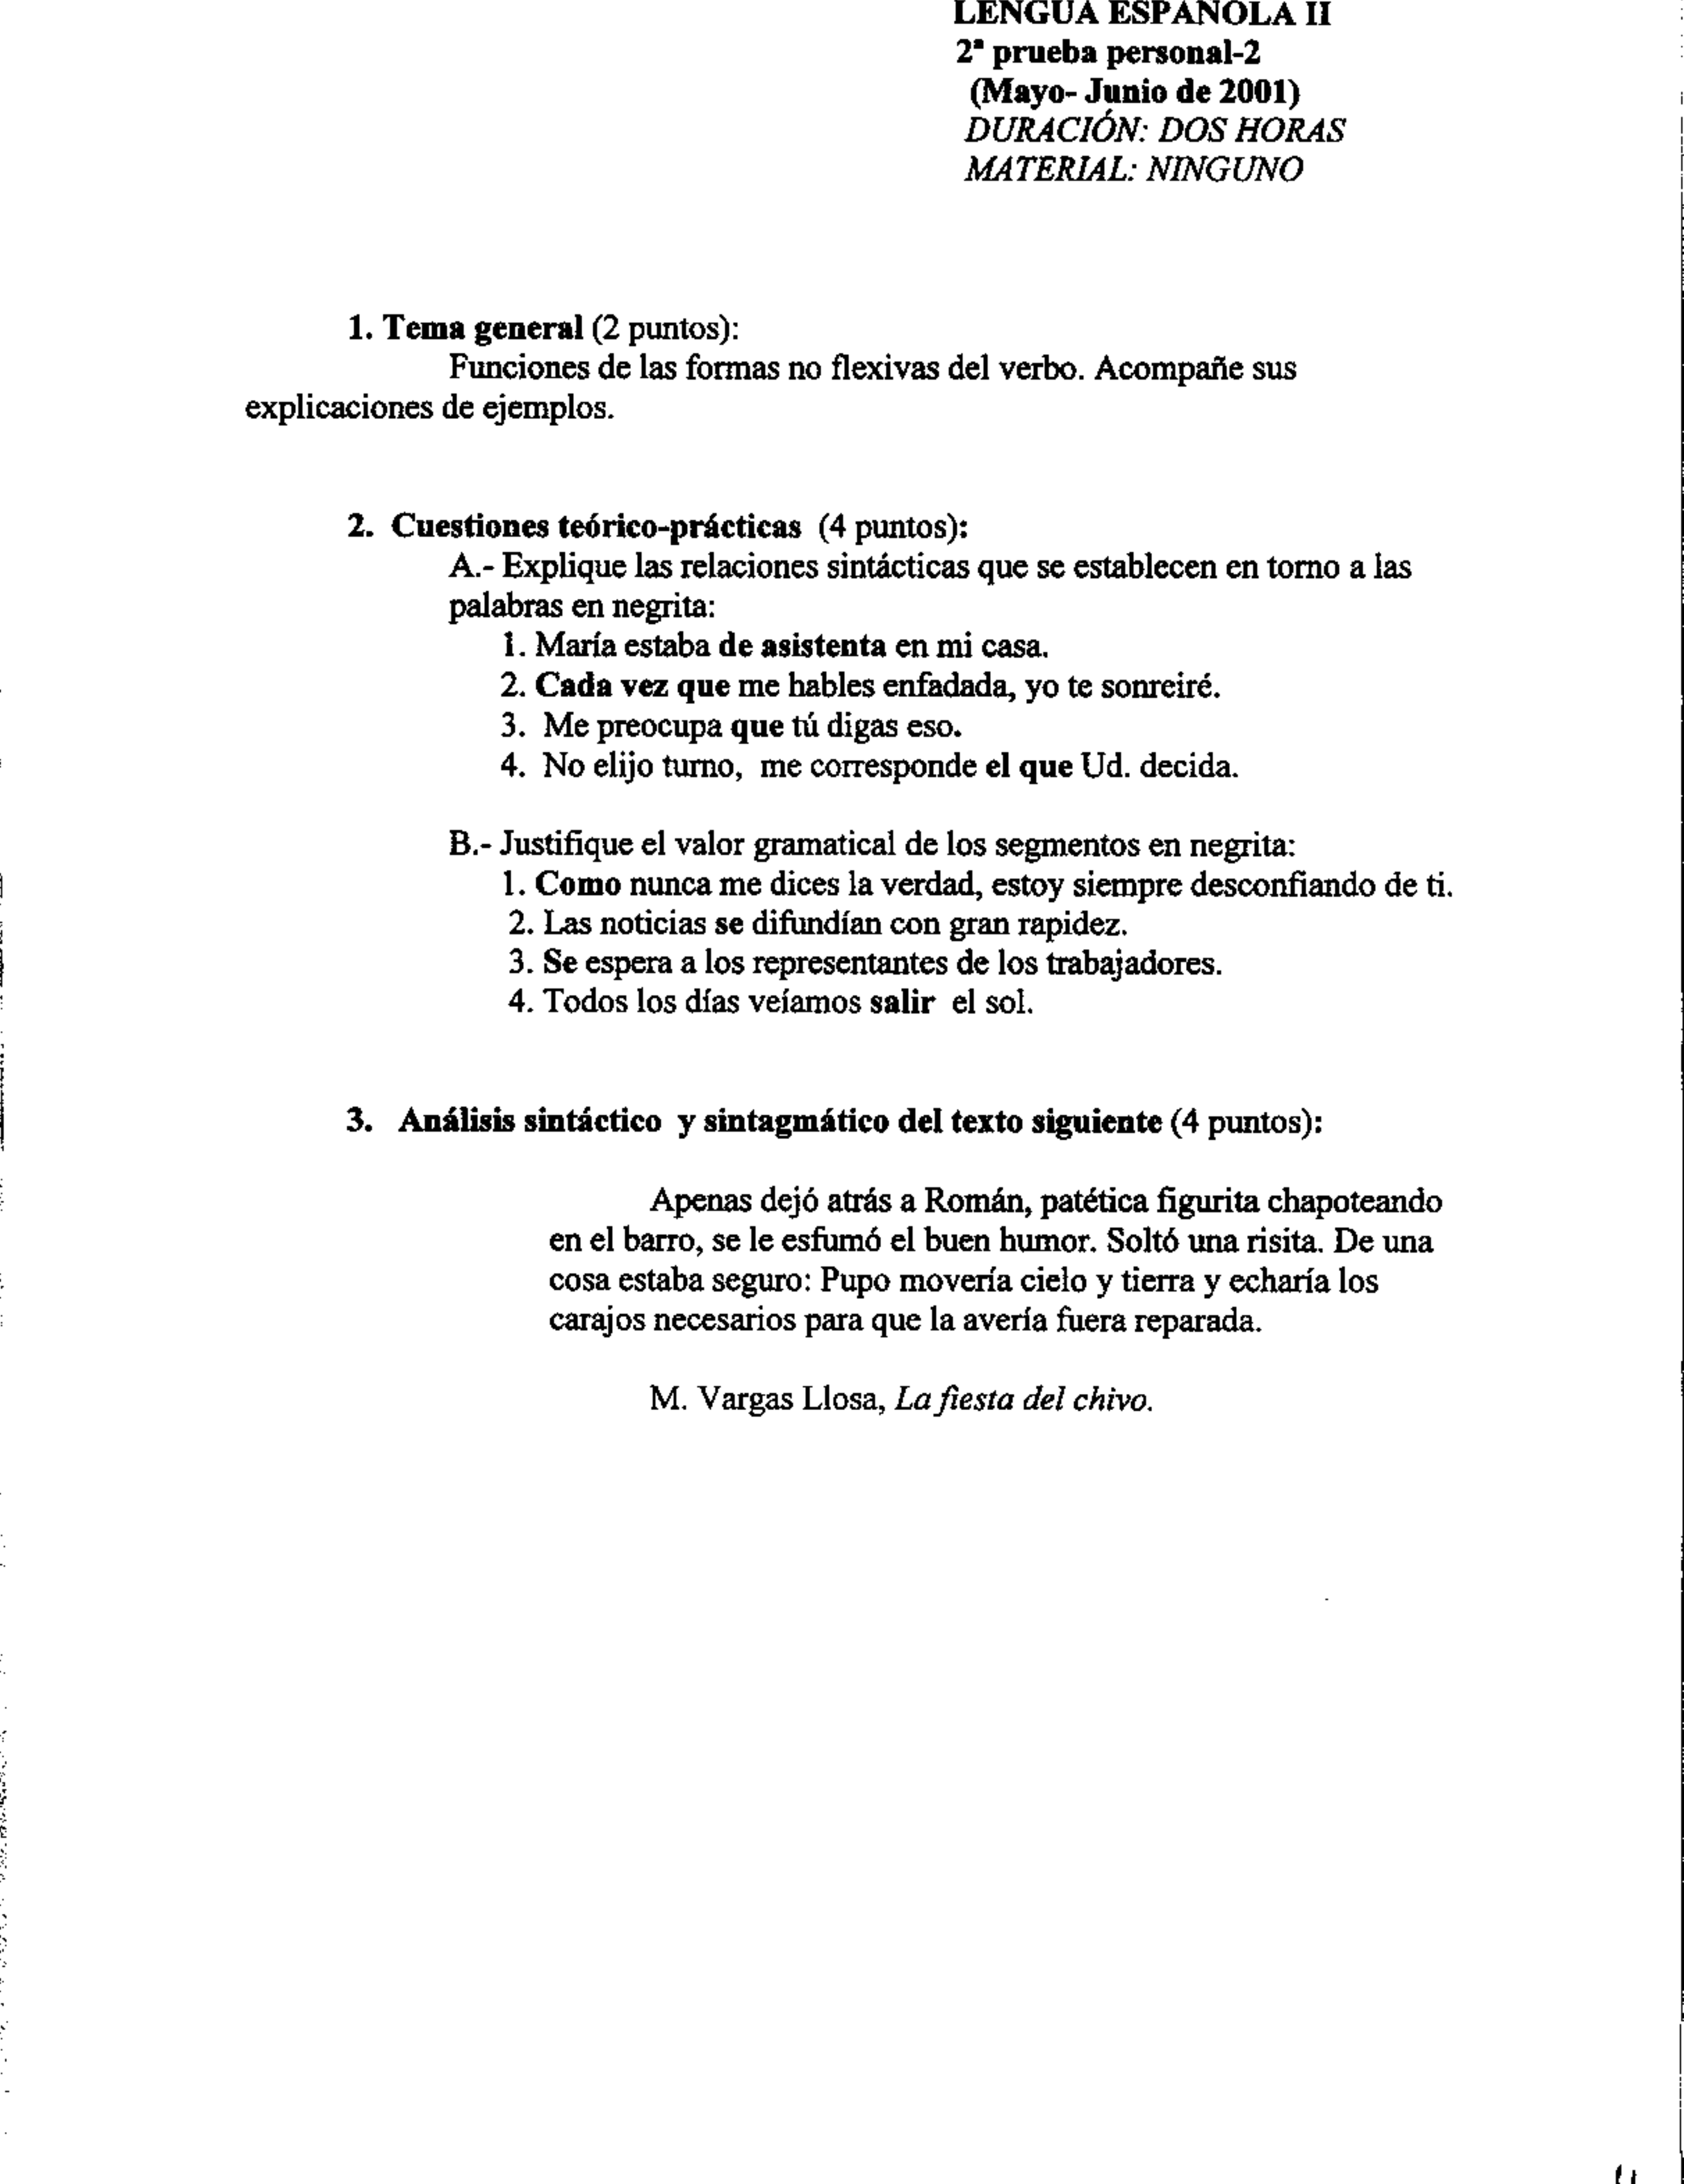 LENGUA ESPAÑOLA II
2ª prueba personal-2
(Mayo- Junio de 2001)
DURACIÓN: DOS HORAS
MATERIAL: NINGUNO
1. Tema general (2 puntos):
Funciones de las formas no flexivas del verbo. Acompañe sus
explicaciones de ejemplos.
2. Cuestiones teórico-prácticas (4 puntos):
A.- Explique las relaciones sintácticas que se establecen en torno a las
palabras en negrita:
1. María estaba de asistenta en mi casa.
2. Cada vez que me hables enfadada, yo te sonreiré.
3. Me preocupa que tú digas eso.
4. No elijo turno, me corresponde el que Ud. decida.
B.- Justifique el valor gramatical de los segmentos en negrita:
1. Como nunca me dices la verdad, estoy siempre desconfiando de ti.
2. Las noticias se difundían con gran rapidez.
3. Se espera a los representantes de los trabajadores.
4. Todos los días veíamos salir el sol.
3. Análisis sintáctico y sintagmático del texto siguiente (4 puntos):
Apenas dejó atrás a Román, patética figurita chapoteando
en el barro, se le esfumó el buen humor. Soltó una risita. De una
cosa estaba seguro: Pupo movería cielo y tierra y echaría los
carajos necesarios para que la avería fuera reparada.
M. Vargas Llosa, La fiesta del chivo.